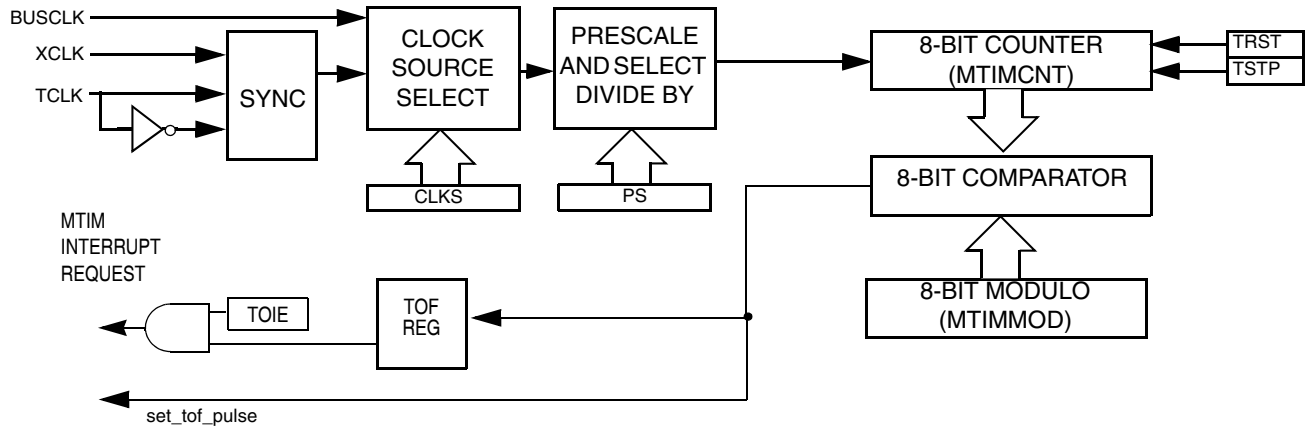 BUSCLK
XCLK
TCLK
SYNC
CLOCK
SOURCE
SELECT
CLKS
PRESCALE
AND SELECT
DIVIDE BY
PS
8-BIT COUNTER
(MTIMCNT)
TRST
TSTP
8-BIT COMPARATOR
8-BIT MODULO
(MTIMMOD)
MTIM
INTERRUPT
REQUEST
TOIE
TOF
REG
set_tof_pulse